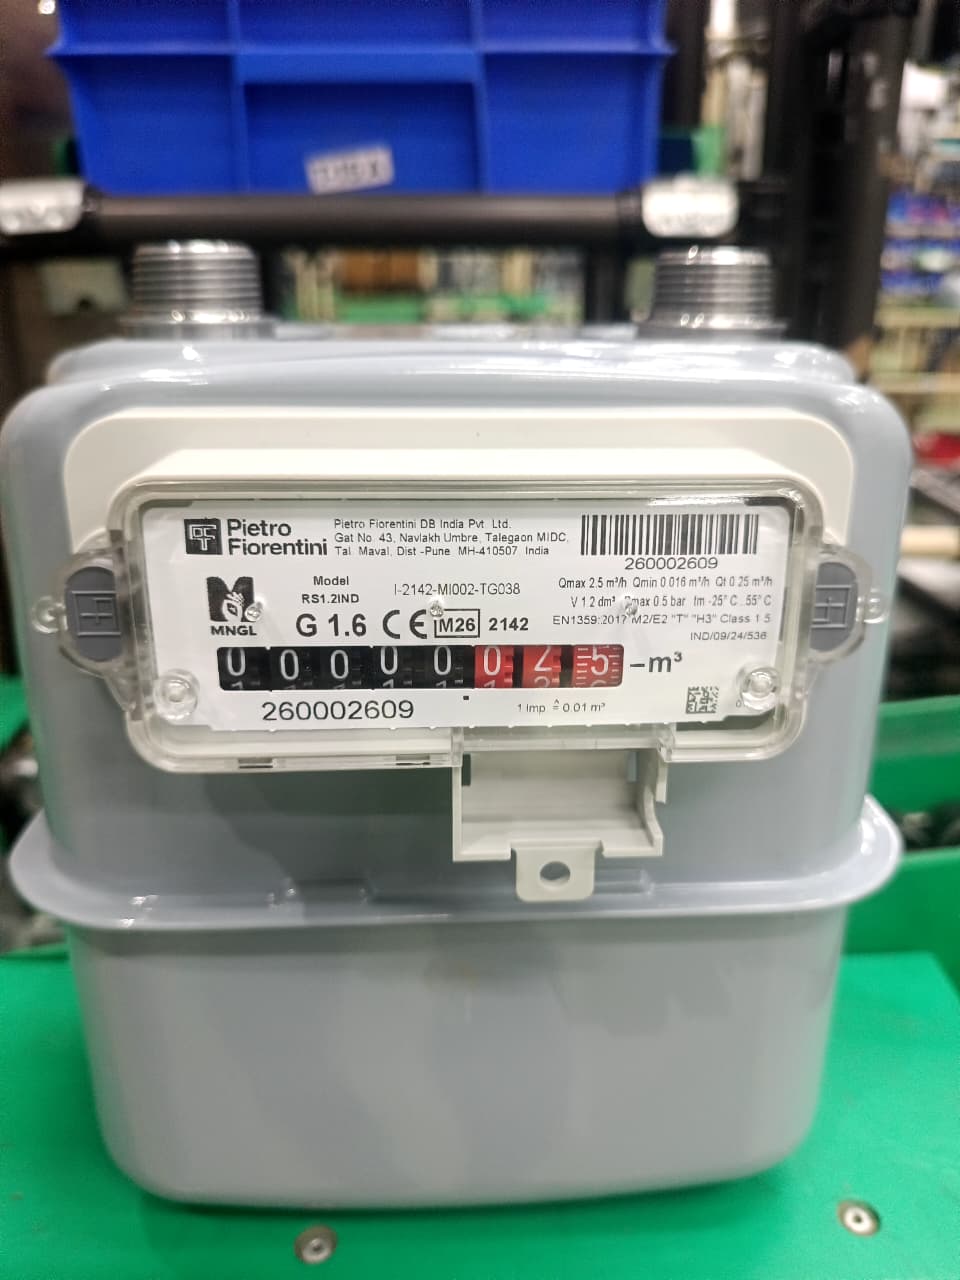 Pietro
Fiorentini
Pietro Fiorentini DB India Pvt. Ltd.
Gat No. 43, Navlakh Umbre, Talegaon MIDC,
Tal. Maval, Dist -Pune MH-410507 India
260002609
MNGL
Model
RS1.2IND
I-2142-MI002-TG038
G 1.6 CE M26 2142
Qmax 2.5 m³/h Qmin 0.016 m³/h Qt 0.25 m³/h
V 1.2 dm³ Pmax 0.5 bar tm -25° C...55° C
EN1359:2017 M2/E2 "T" "H3" Class 1.5
IND/09/24/536
0 0 0 0 0 0 2 5 m³
260002609
1 Imp ≙ 0.01 m³